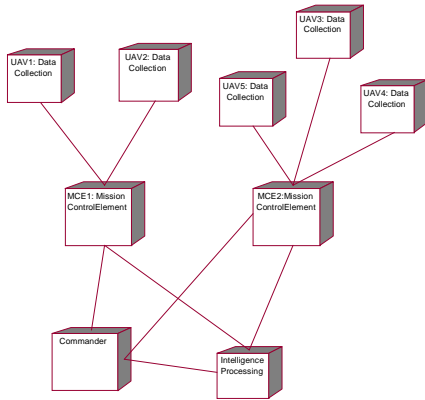 UAV3: Data
Collection
UAV2: Data
Collection
UAV1: Data
Collection
UAV5: Data
Collection
UAV4: Data
Collection
MCE1: Mission
ControlElement
MCE2:Mission
ControlElement
Commander
Intelligence
Processing